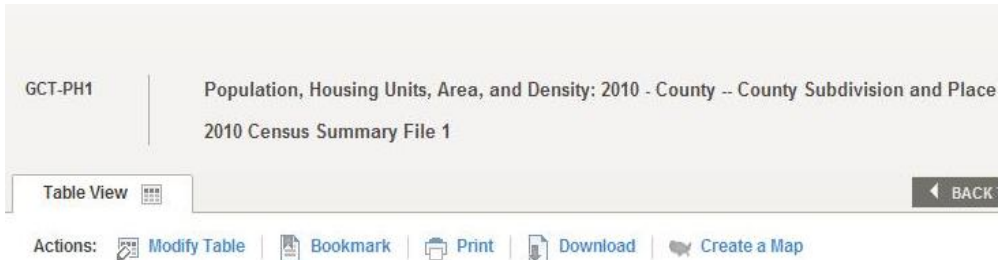 GCT-PH1 Population, Housing Units, Area, and Density: 2010 - County -- County Subdivision and Place
2010 Census Summary File 1
Table View BACK
Actions: Modify Table Bookmark Print Download Create a Map